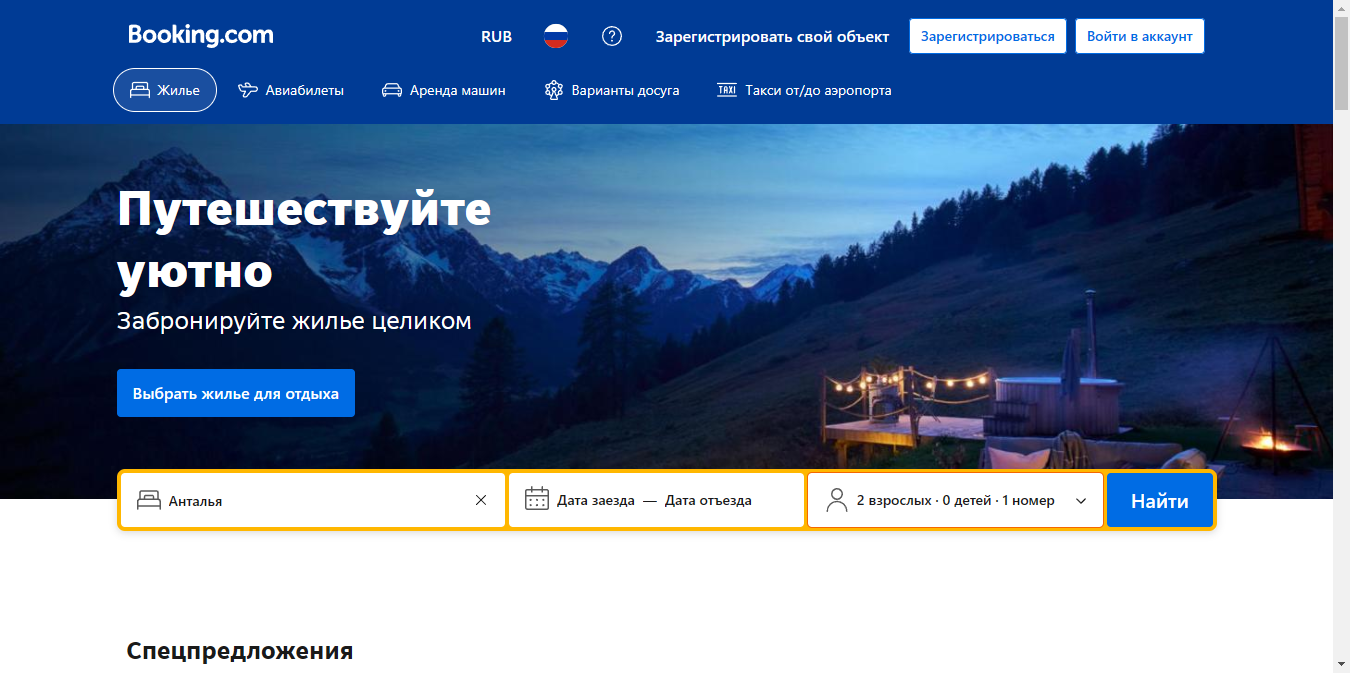 Booking.com
RUB
Зарегистрировать свой объект
Зарегистрироваться
Войти в аккаунт
Жилье
Авиабилеты
Аренда машин
Варианты досуга
TAXI
Такси от/до аэропорта
Путешествуйте
уютно
Забронируйте жилье целиком
Выбрать жилье для отдыха
Анталья
Дата заезда — Дата отъезда
2 взрослых · 0 детей · 1 номер
Найти
Спецпредложения